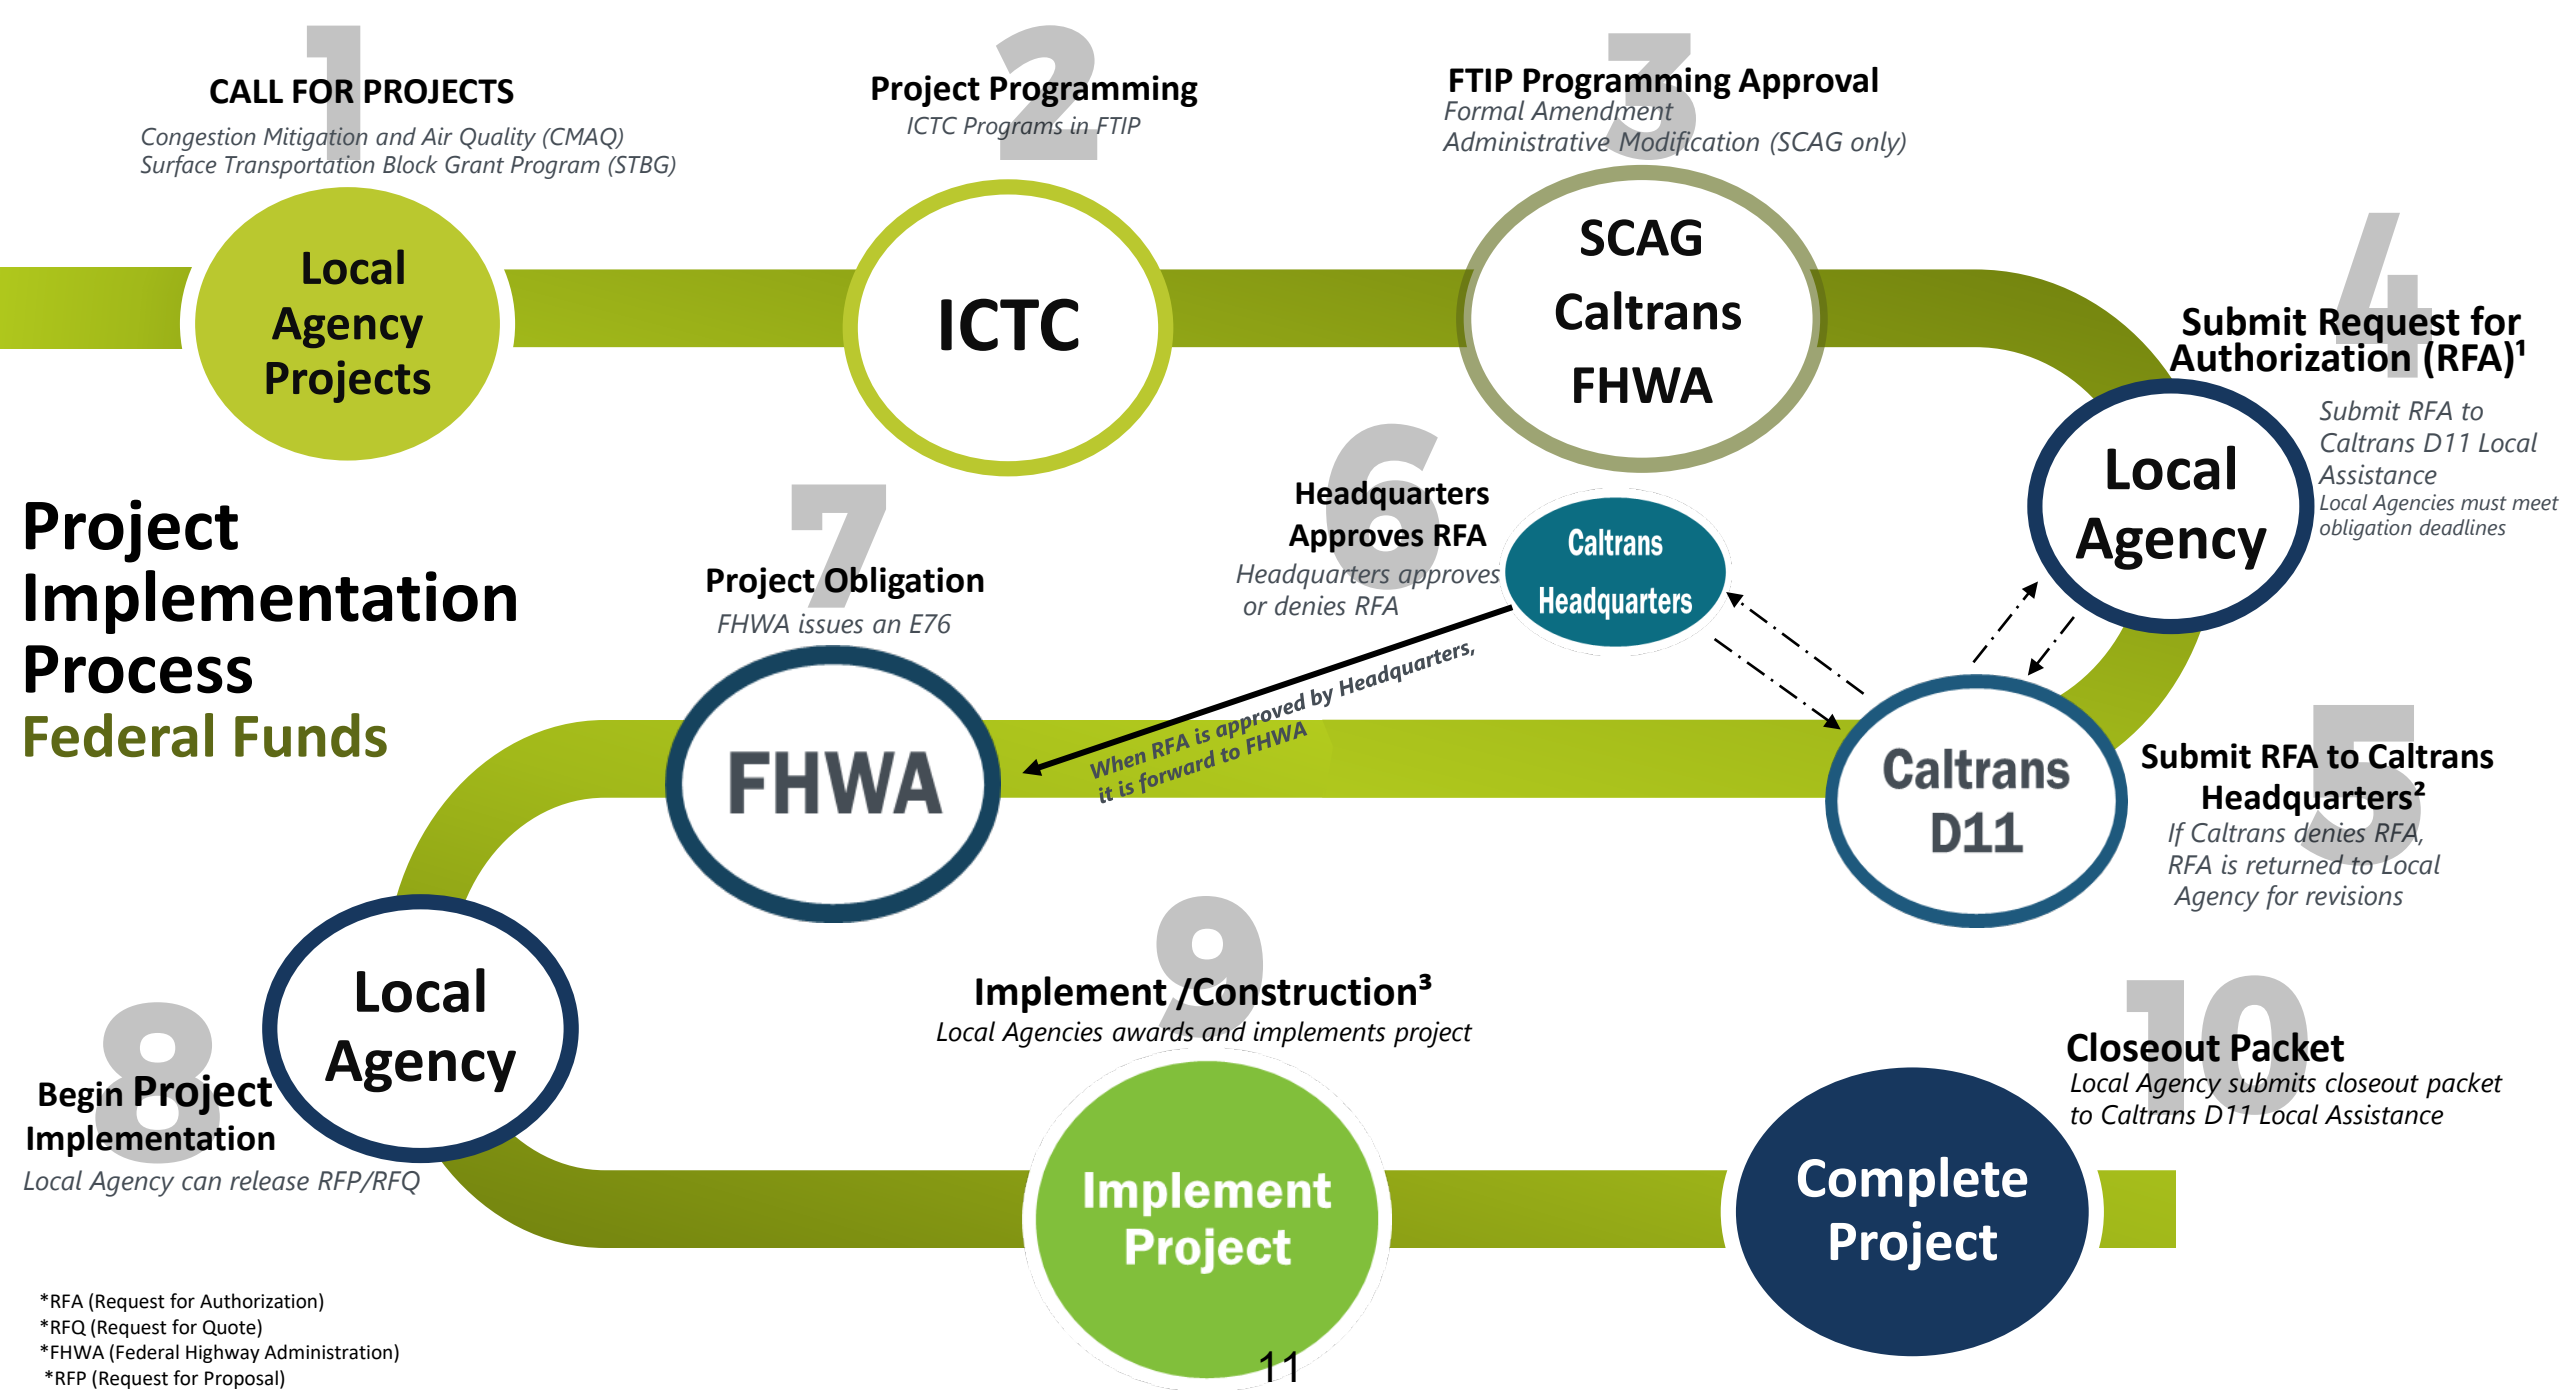 1
CALL FOR PROJECTS
Congestion Mitigation and Air Quality (CMAQ)
Surface Transportation Block Grant Program (STBG)
Local
Agency
Projects
2
Project Programming
ICTC Programs in FTIP
ICTC
3
FTIP Programming Approval
Formal Amendment
Administrative Modification (SCAG only)
SCAG
Caltrans
FHWA
4
Submit Request for
Authorization (RFA)¹
Submit RFA to
Caltrans D11 Local
Assistance
Local Agencies must meet
obligation deadlines
Local
Agency
Project
Implementation
Process
Federal Funds
5
Submit RFA to Caltrans
Headquarters²
If Caltrans denies RFA,
RFA is returned to Local
Agency for revisions
Caltrans
D11
6
Headquarters
Approves RFA
Headquarters approves
or denies RFA
Caltrans
Headquarters
When RFA is approved by Headquarters,
it is forward to FHWA
7
Project Obligation
FHWA issues an E76
FHWA
8
Begin Project
Implementation
Local Agency can release RFP/RFQ
Local
Agency
9
Implement /Construction³
Local Agencies awards and implements project
Implement
Project
10
Closeout Packet
Local Agency submits closeout packet
to Caltrans D11 Local Assistance
Complete
Project
*RFA (Request for Authorization)
*RFQ (Request for Quote)
*FHWA (Federal Highway Administration)
*RFP (Request for Proposal)
11